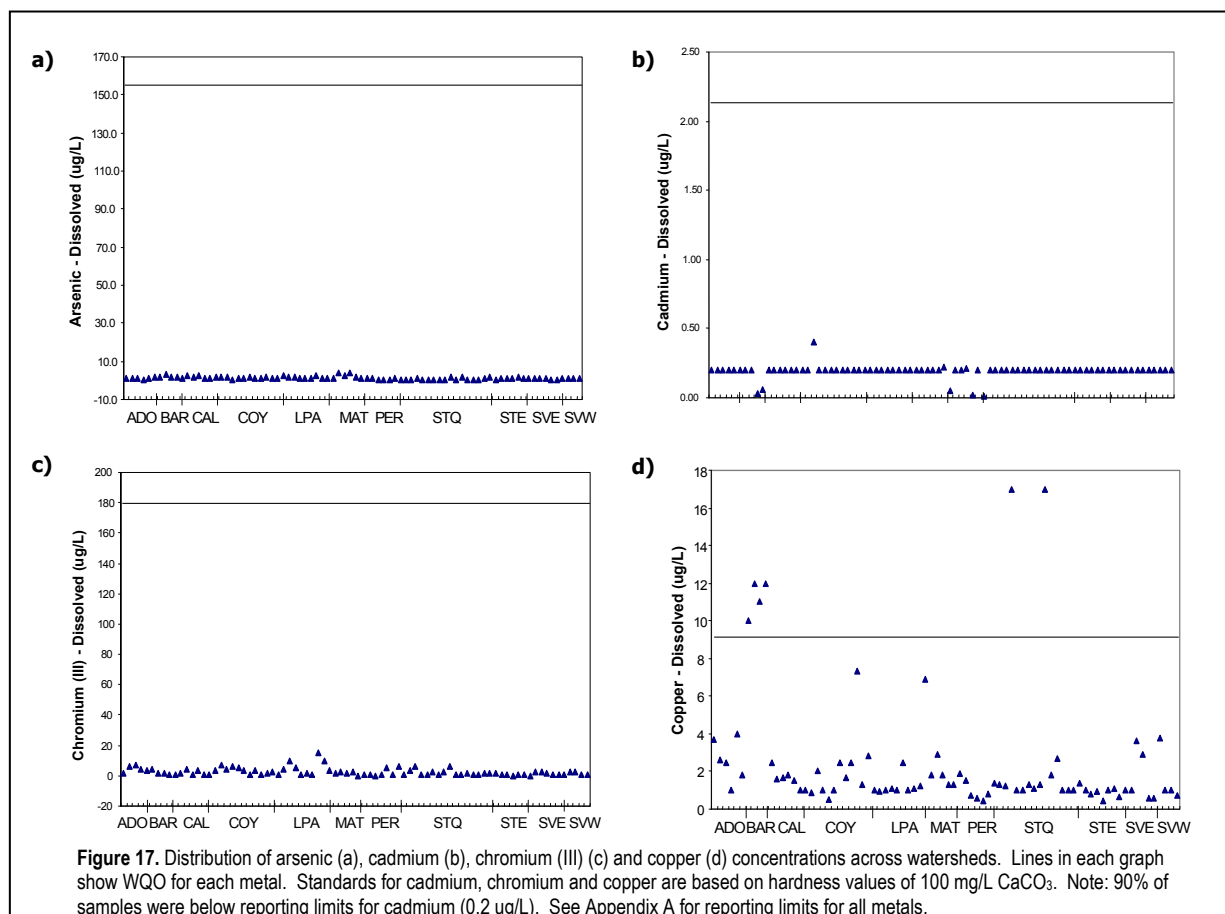 a)
170.0
150.0
130.0
110.0
90.0
70.0
50.0
30.0
10.0
-10.0
Arsenic - Dissolved (ug/L)
ADO BAR CAL COY LPA MAT PER STQ STE SVE SVW
b)
2.50
2.00
1.50
1.00
0.50
0.00
Cadmium - Dissolved (ug/L)
c)
200
180
160
140
120
100
80
60
40
20
0
-20
Chromium (III) - Dissolved (ug/L)
ADO BAR CAL COY LPA MAT PER STQ STE SVE SVW
d)
18
16
14
12
10
8
6
4
2
0
Copper - Dissolved (ug/L)
ADO BAR CAL COY LPA MAT PER STQ STE SVE SVW
Figure 17. Distribution of arsenic (a), cadmium (b), chromium (III) (c) and copper (d) concentrations across watersheds. Lines in each graph
show WQO for each metal. Standards for cadmium, chromium and copper are based on hardness values of 100 mg/L CaCO₃. Note: 90% of
samples were below reporting limits for cadmium (0.2 ug/L). See Appendix A for reporting limits for all metals.